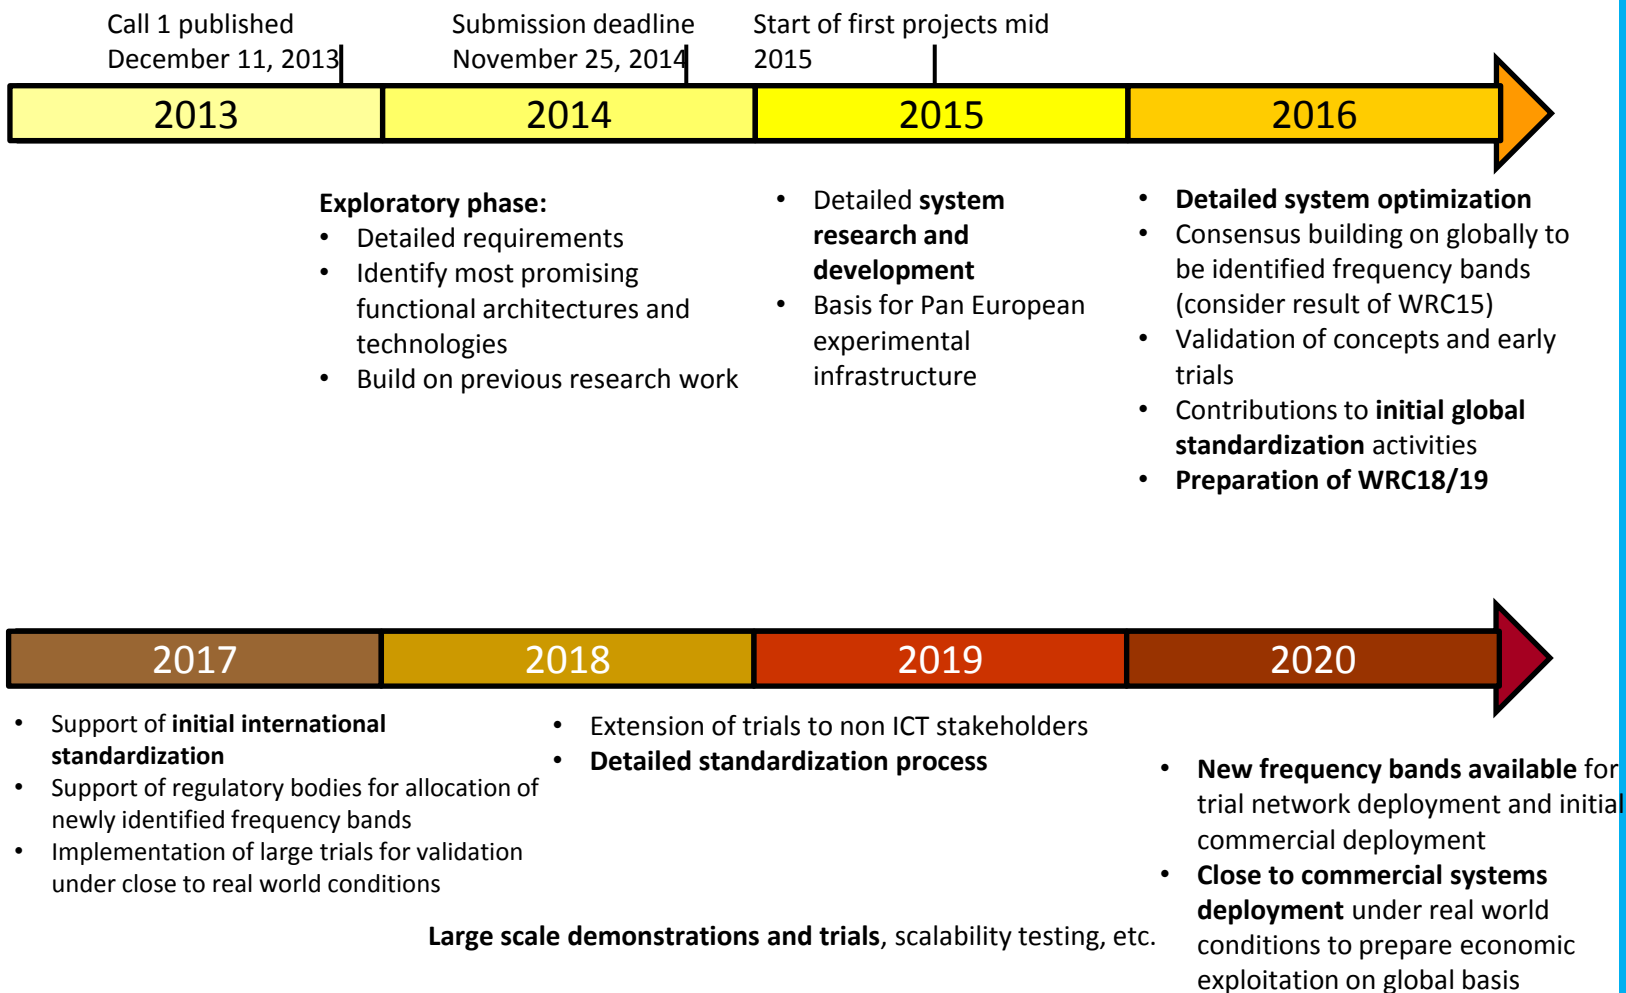 Call 1 published
December 11, 2013
Submission deadline
November 25, 2014
Start of first projects mid
2015
2013
2014
2015
2016
Exploratory phase:
• Detailed requirements
• Identify most promising
functional architectures and
technologies
• Build on previous research work
• Detailed system
research and
development
• Basis for Pan European
experimental
infrastructure
• Detailed system optimization
• Consensus building on globally to
be identified frequency bands
(consider result of WRC15)
• Validation of concepts and early
trials
• Contributions to initial global
standardization activities
• Preparation of WRC18/19
2017
2018
2019
2020
• Support of initial international
standardization
• Support of regulatory bodies for allocation of
newly identified frequency bands
• Implementation of large trials for validation
under close to real world conditions
• Extension of trials to non ICT stakeholders
• Detailed standardization process
Large scale demonstrations and trials, scalability testing, etc.
• New frequency bands available for
trial network deployment and initial
commercial deployment
• Close to commercial systems
deployment under real world
conditions to prepare economic
exploitation on global basis